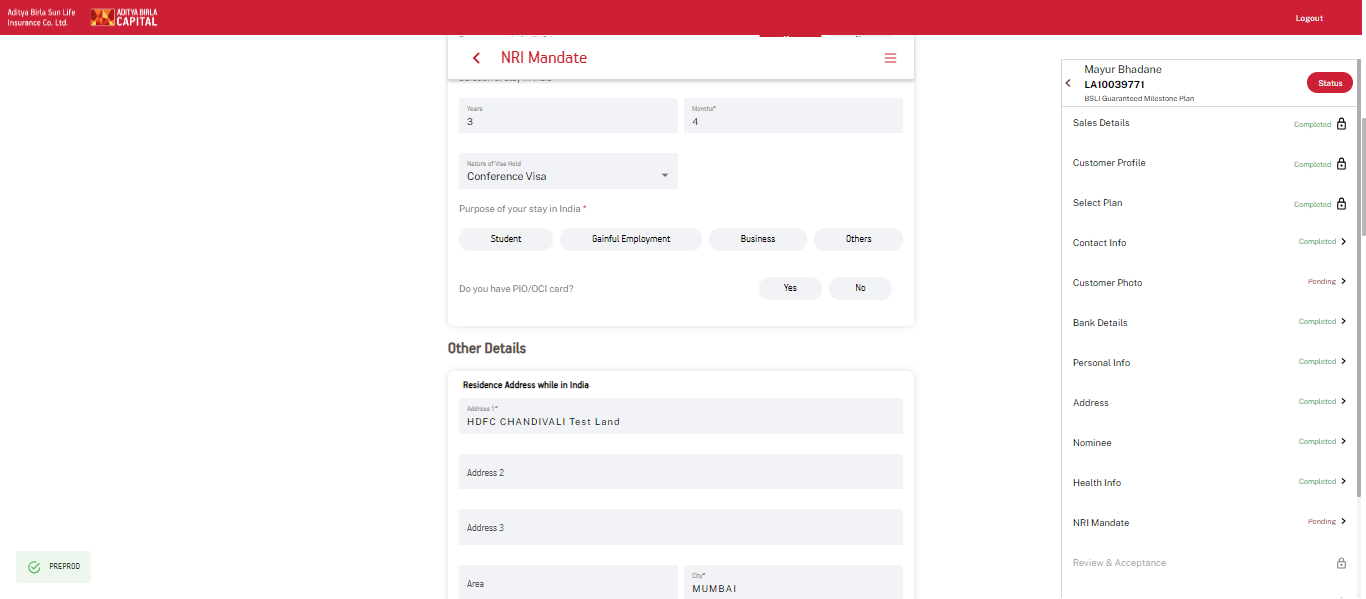 Aditya Birla Sun Life
Insurance Co. Ltd.
ADITYA BIRLA
CAPITAL
Logout
NRI Mandate
Years
3
Months*
4
Nature of Visa Held
Conference Visa
Purpose of your stay in India *
Student
Gainful Employment
Business
Others
Do you have PIO/OCI card?
Yes
No
Other Details
Residence Address while in India
Address 1*
HDFC CHANDIVALI Test Land
Address 2
Address 3
Area
City*
MUMBAI
PREPROD
Mayur Bhadane
LA10039771
BSLI Guaranteed Milestone Plan
Status
Sales Details Completed
Customer Profile Completed
Select Plan Completed
Contact Info Completed
Customer Photo Pending
Bank Details Completed
Personal Info Completed
Address Completed
Nominee Completed
Health Info Completed
NRI Mandate Pending
Review & Acceptance